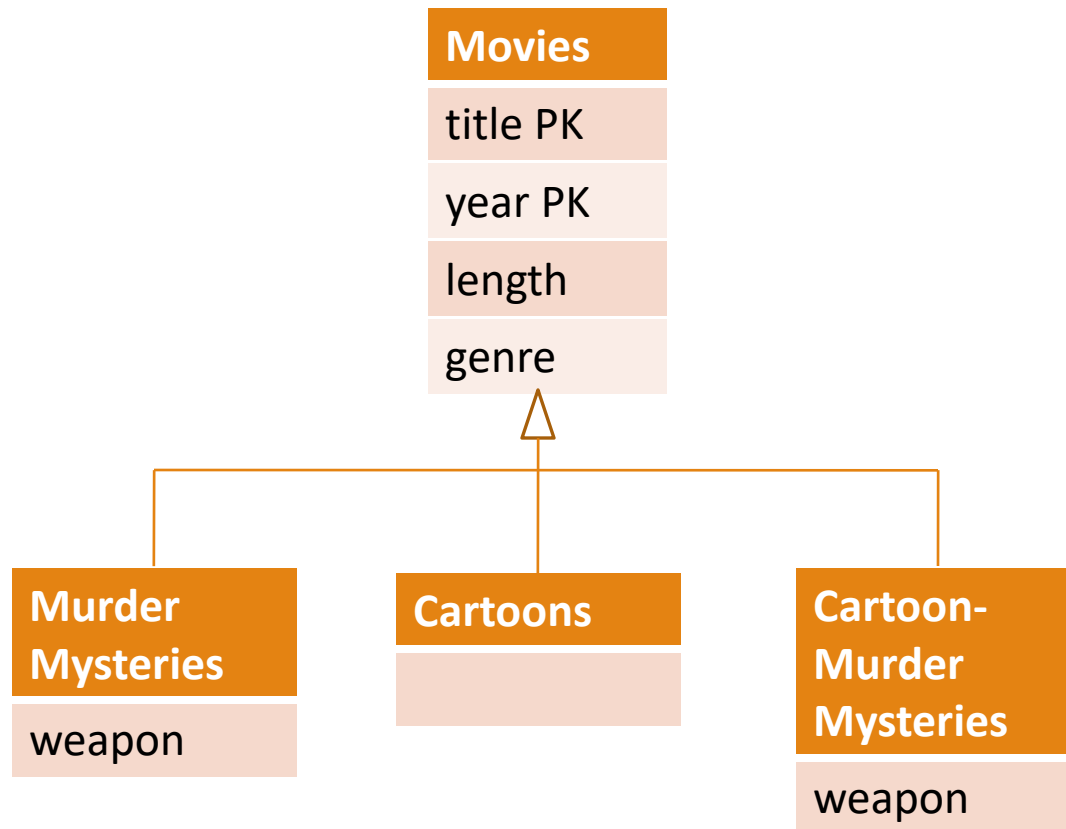 Movies
title PK
year PK
length
genre
Murder
Mysteries
weapon
Cartoons
Cartoon-
Murder
Mysteries
weapon